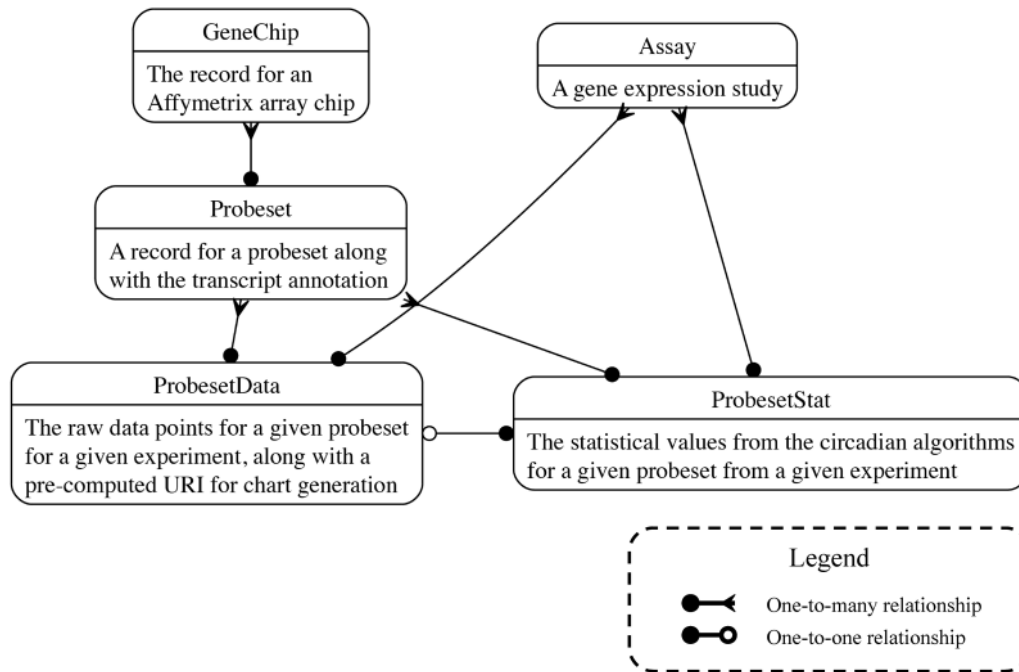 GeneChip
The record for an
Affymetrix array chip
Assay
A gene expression study
Probeset
A record for a probeset along
with the transcript annotation
ProbesetData
The raw data points for a given probeset
for a given experiment, along with a
pre-computed URI for chart generation
ProbesetStat
The statistical values from the circadian algorithms
for a given probeset from a given experiment
Legend
One-to-many relationship
One-to-one relationship